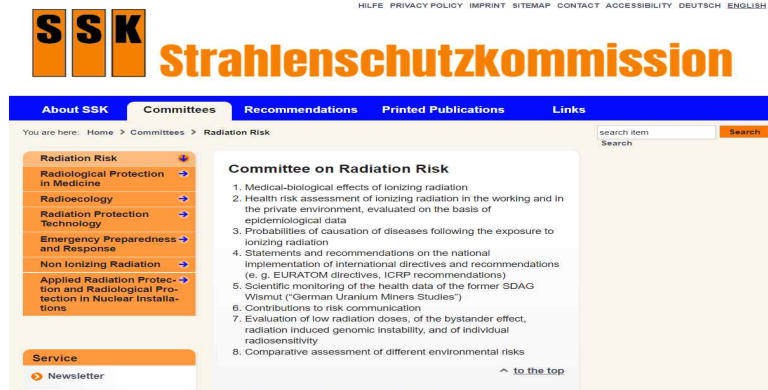 HILFE PRIVACY POLICY IMPRINT SITEMAP CONTACT ACCESSIBILITY DEUTSCH ENGLISH
SSK
Strahlenschutzkommission
About SSK Committees Recommendations Printed Publications Links
You are here: Home > Committees > Radiation Risk
search item Search
Search
Radiation Risk
Radiological Protection
in Medicine
Radioecology
Radiation Protection
Technology
Emergency Preparedness
and Response
Non Ionizing Radiation
Applied Radiation Protec-
tion and Radiological Pro-
tection in Nuclear Installa-
tions
Service
Newsletter
Committee on Radiation Risk
1. Medical-biological effects of ionizing radiation
2. Health risk assessment of ionizing radiation in the working and in
the private environment, evaluated on the basis of
epidemiological data
3. Probabilities of causation of diseases following the exposure to
ionizing radiation
4. Statements and recommendations on the national
implementation of international directives and recommendations
(e. g. EURATOM directives, ICRP recommendations)
5. Scientific monitoring of the health data of the former SDAG
Wismut ("German Uranium Miners Studies")
6. Contributions to risk communication
7. Evaluation of low radiation doses, of the bystander effect,
radiation induced genomic instability, and of individual
radiosensitivity
8. Comparative assessment of different environmental risks
^ to the top